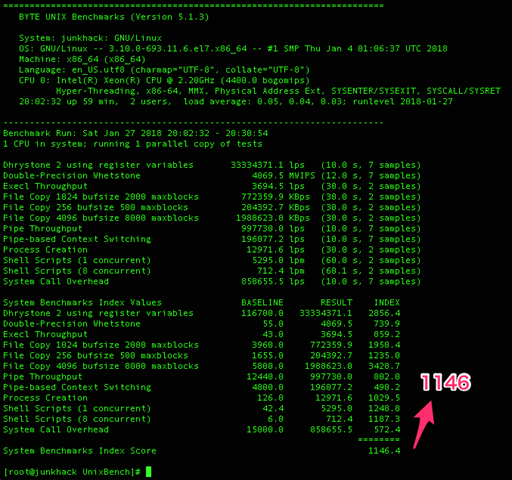 ========================================================================
BYTE UNIX Benchmarks (Version 5.1.3)
System: junkhack: GNU/Linux
OS: GNU/Linux -- 3.10.0-693.11.6.el7.x86_64 -- #1 SMP Thu Jan 4 01:06:37 UTC 2018
Machine: x86_64 (x86_64)
Language: en_US.utf8 (charmap="UTF-8", collate="UTF-8")
CPU 0: Intel(R) Xeon(R) CPU @ 2.20GHz (4400.0 bogomips)
Hyper-Threading, x86-64, MMX, Physical Address Ext, SYSENTER/SYSEXIT, SYSCALL/SYSRET
20:02:32 up 59 min, 2 users, load average: 0.05, 0.04, 0.03; runlevel 2018-01-27
------------------------------------------------------------------------
Benchmark Run: Sat Jan 27 2018 20:02:32 - 20:30:54
1 CPU in system; running 1 parallel copy of tests
Dhrystone 2 using register variables 33334371.1 lps (10.0 s, 7 samples)
Double-Precision Whetstone 4069.5 MWIPS (12.0 s, 7 samples)
Execl Throughput 3694.5 lps (30.0 s, 2 samples)
File Copy 1024 bufsize 2000 maxblocks 772359.9 KBps (30.0 s, 2 samples)
File Copy 256 bufsize 500 maxblocks 204392.7 KBps (30.0 s, 2 samples)
File Copy 4096 bufsize 8000 maxblocks 1988623.0 KBps (30.0 s, 2 samples)
Pipe Throughput 997730.0 lps (10.0 s, 7 samples)
Pipe-based Context Switching 196077.2 lps (10.0 s, 7 samples)
Process Creation 12971.6 lps (30.0 s, 2 samples)
Shell Scripts (1 concurrent) 5295.0 lpm (60.0 s, 2 samples)
Shell Scripts (8 concurrent) 712.4 lpm (60.1 s, 2 samples)
System Call Overhead 858655.5 lps (10.0 s, 7 samples)
System Benchmarks Index Values BASELINE RESULT INDEX
Dhrystone 2 using register variables 116700.0 33334371.1 2856.4
Double-Precision Whetstone 55.0 4069.5 739.9
Execl Throughput 43.0 3694.5 859.2
File Copy 1024 bufsize 2000 maxblocks 3960.0 772359.9 1950.4
File Copy 256 bufsize 500 maxblocks 1655.0 204392.7 1235.0
File Copy 4096 bufsize 8000 maxblocks 5800.0 1988623.0 3428.7
Pipe Throughput 12440.0 997730.0 802.0
Pipe-based Context Switching 4000.0 196077.2 490.2
Process Creation 126.0 12971.6 1029.5
Shell Scripts (1 concurrent) 42.4 5295.0 1248.8
Shell Scripts (8 concurrent) 6.0 712.4 1187.3
System Call Overhead 15000.0 858655.5 572.4
========
System Benchmarks Index Score 1146.4
1146
[root@junkhack UnixBench]#